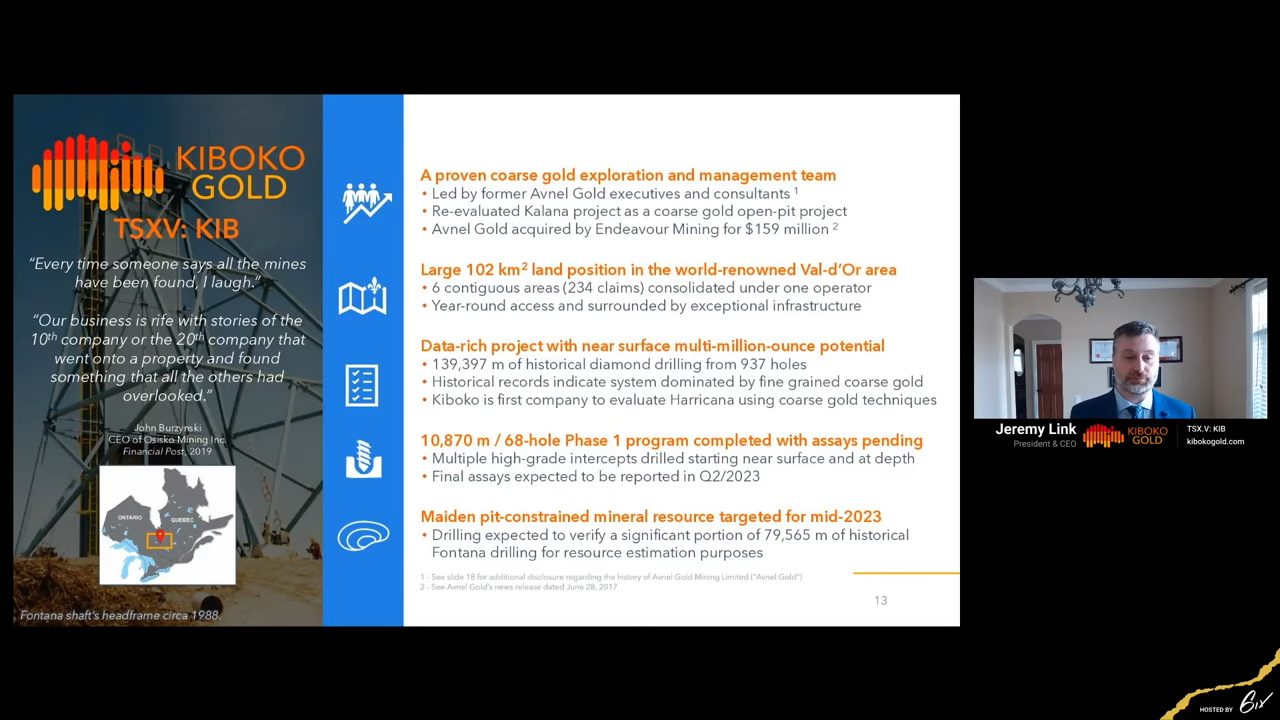 KIBOKO
GOLD
TSXV: KIB
“Every time someone says all the mines
have been found, I laugh.”
“Our business is rife with stories of the
10th company or the 20th company that
went onto a property and found
something that all the others had
overlooked.”
John Burzynski
CEO of Osisko Mining Inc.
Financial Post, 2019
ONTARIO
QUEBEC
Fontana shaft's headframe circa 1988.
A proven coarse gold exploration and management team
• Led by former Avnel Gold executives and consultants 1
• Re-evaluated Kalana project as a coarse gold open-pit project
• Avnel Gold acquired by Endeavour Mining for $159 million 2
Large 102 km2 land position in the world-renowned Val-d’Or area
• 6 contiguous areas (234 claims) consolidated under one operator
• Year-round access and surrounded by exceptional infrastructure
Data-rich project with near surface multi-million-ounce potential
• 139,397 m of historical diamond drilling from 937 holes
• Historical records indicate system dominated by fine grained coarse gold
• Kiboko is first company to evaluate Harricana using coarse gold techniques
10,870 m / 68-hole Phase 1 program completed with assays pending
• Multiple high-grade intercepts drilled starting near surface and at depth
• Final assays expected to be reported in Q2/2023
Maiden pit-constrained mineral resource targeted for mid-2023
• Drilling expected to verify a significant portion of 79,565 m of historical
Fontana drilling for resource estimation purposes
1 - See slide 18 for additional disclosure regarding the history of Avnel Gold Mining Limited (“Avnel Gold”)
2 - See Avnel Gold's news release dated June 28, 2017
13
Jeremy Link
President & CEO
KIBOKO
GOLD
TSX.V: KIB
kibokogold.com
HOSTED BY 6ix